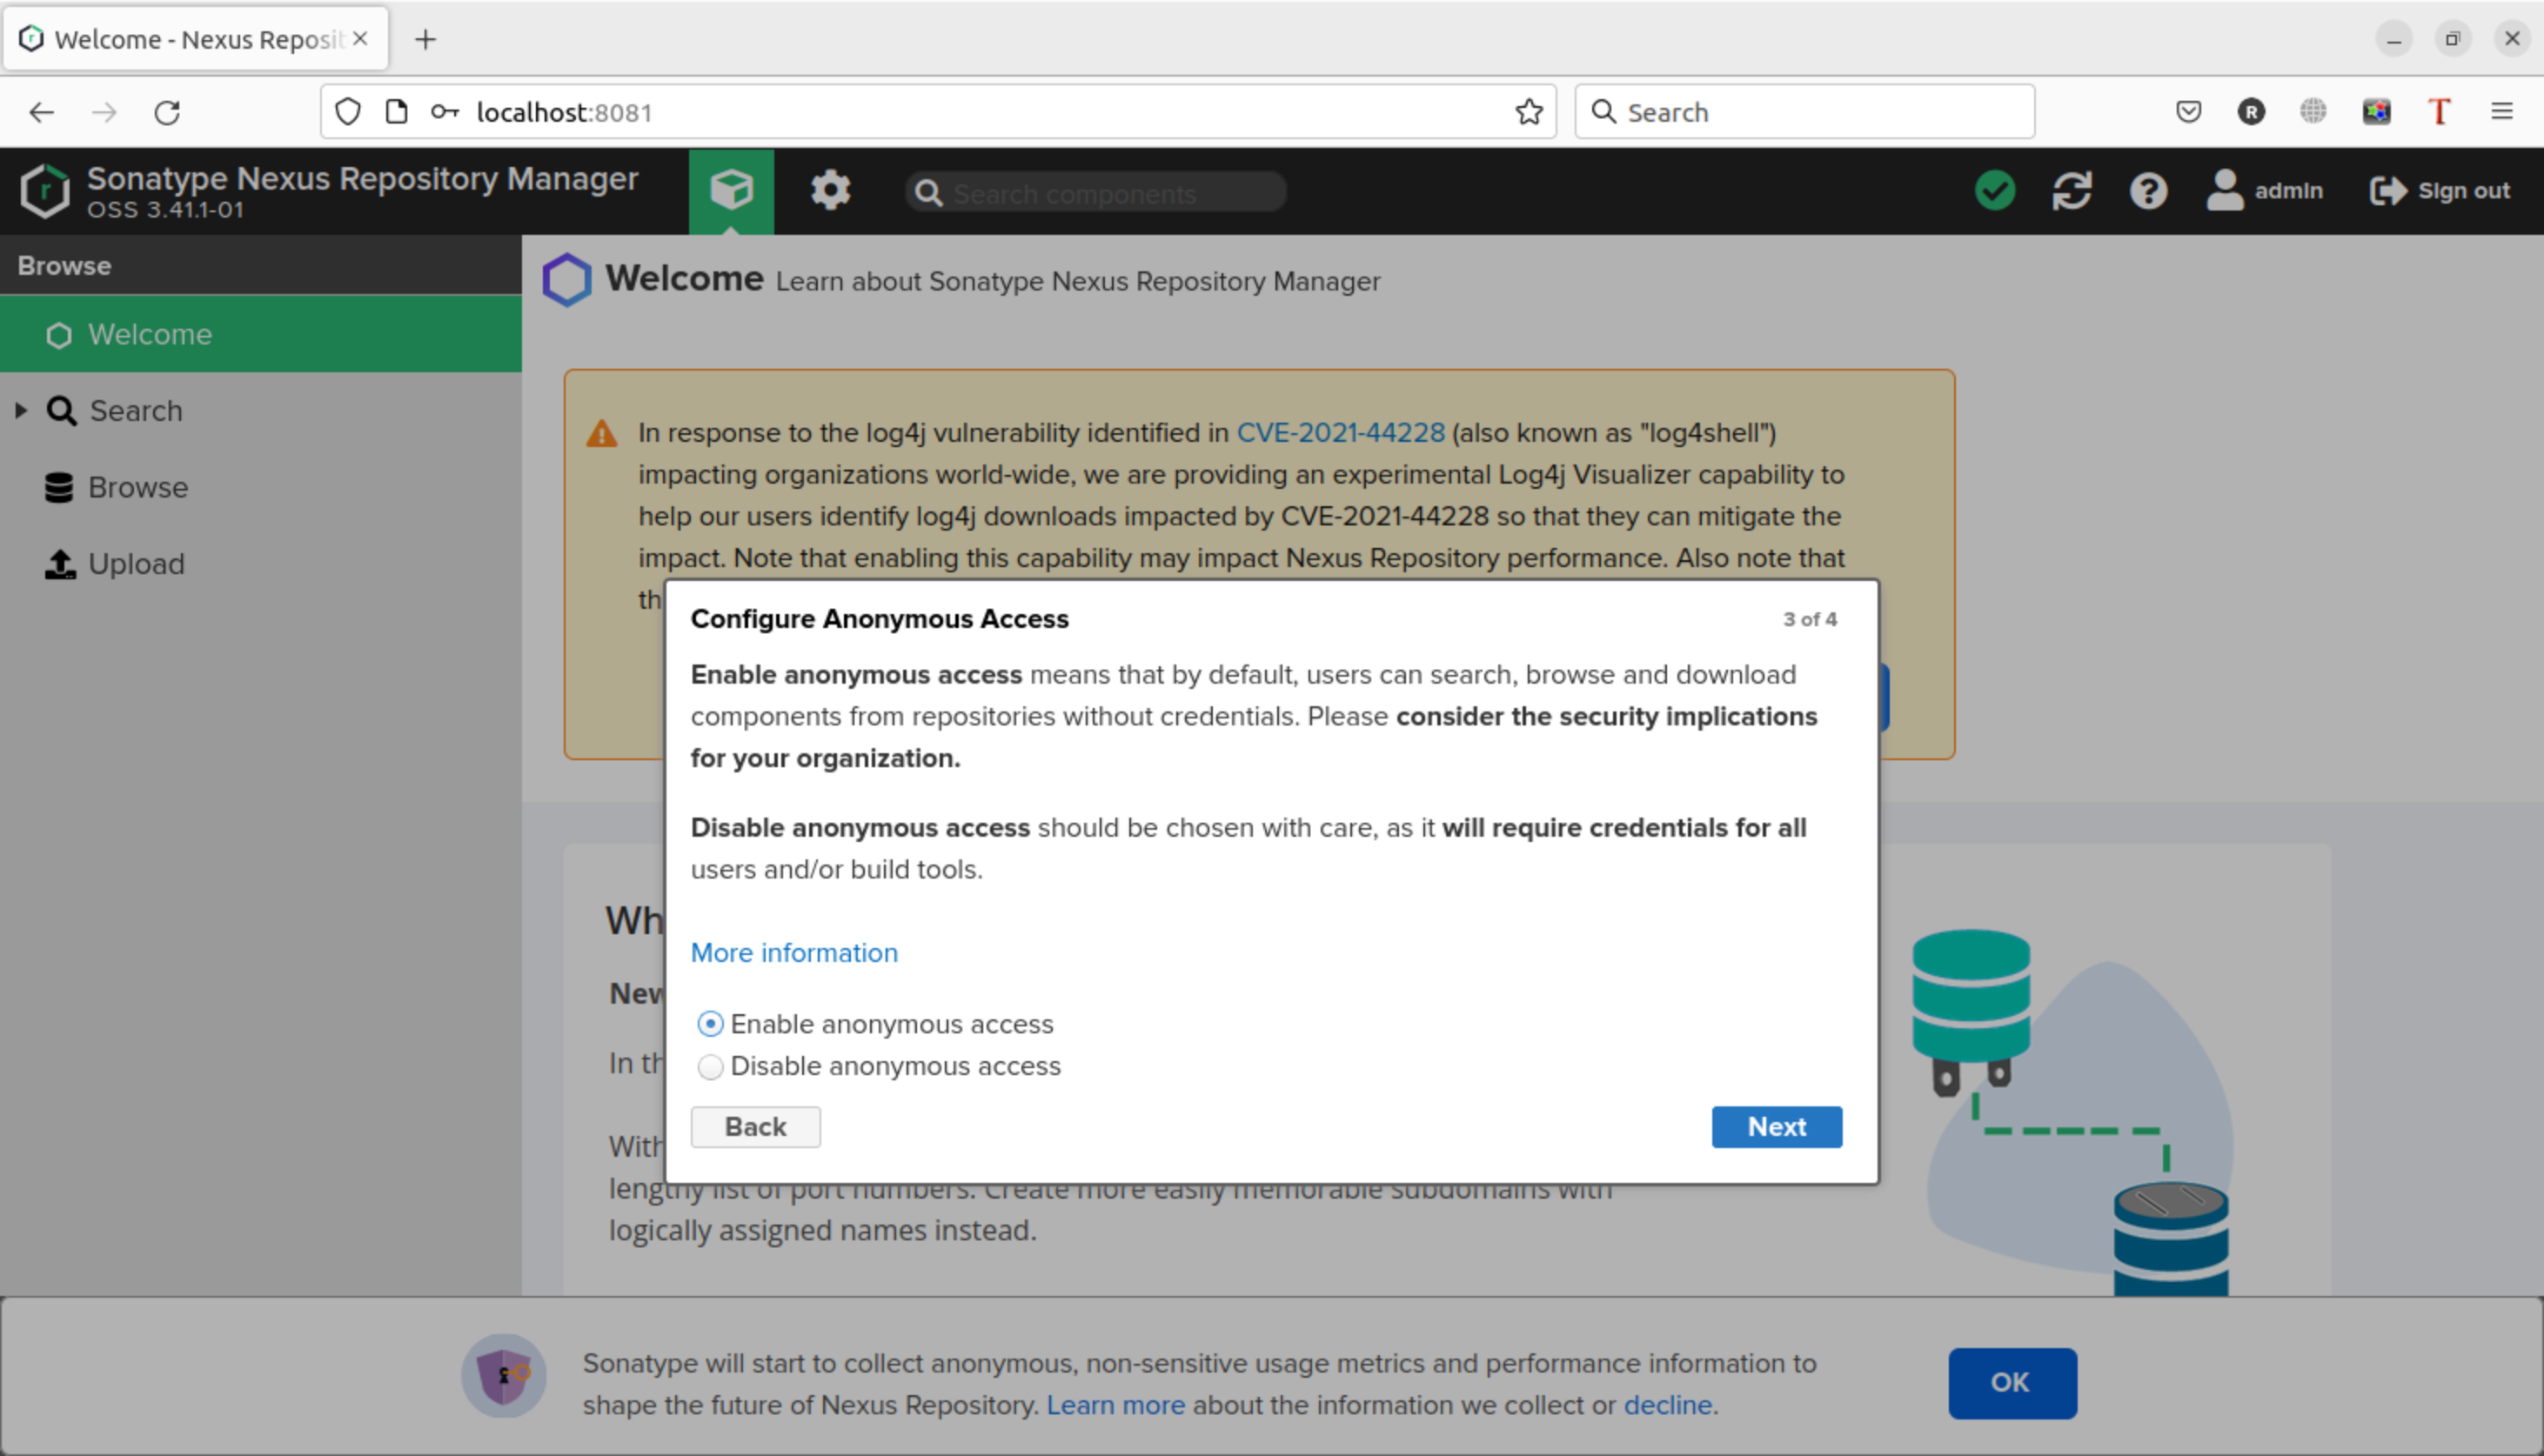 Welcome - Nexus Reposit
localhost:8081
Search
Sonatype Nexus Repository Manager
OSS 3.41.1-01
Search components
admin
Sign out
Browse
Welcome
Search
Browse
Upload
Welcome Learn about Sonatype Nexus Repository Manager
In response to the log4j vulnerability identified in CVE-2021-44228 (also known as "log4shell")
impacting organizations world-wide, we are providing an experimental Log4j Visualizer capability to
help our users identify log4j downloads impacted by CVE-2021-44228 so that they can mitigate the
impact. Note that enabling this capability may impact Nexus Repository performance. Also note that
th
Configure Anonymous Access
3 of 4
Enable anonymous access means that by default, users can search, browse and download
components from repositories without credentials. Please consider the security implications
for your organization.
Disable anonymous access should be chosen with care, as it will require credentials for all
users and/or build tools.
More information
Enable anonymous access
Disable anonymous access
Back
Next
Wh
New
In th
With
lengthy list of port numbers. Create more easily memorable subdomains with
logically assigned names instead.
Sonatype will start to collect anonymous, non-sensitive usage metrics and performance information to
shape the future of Nexus Repository. Learn more about the information we collect or decline.
OK